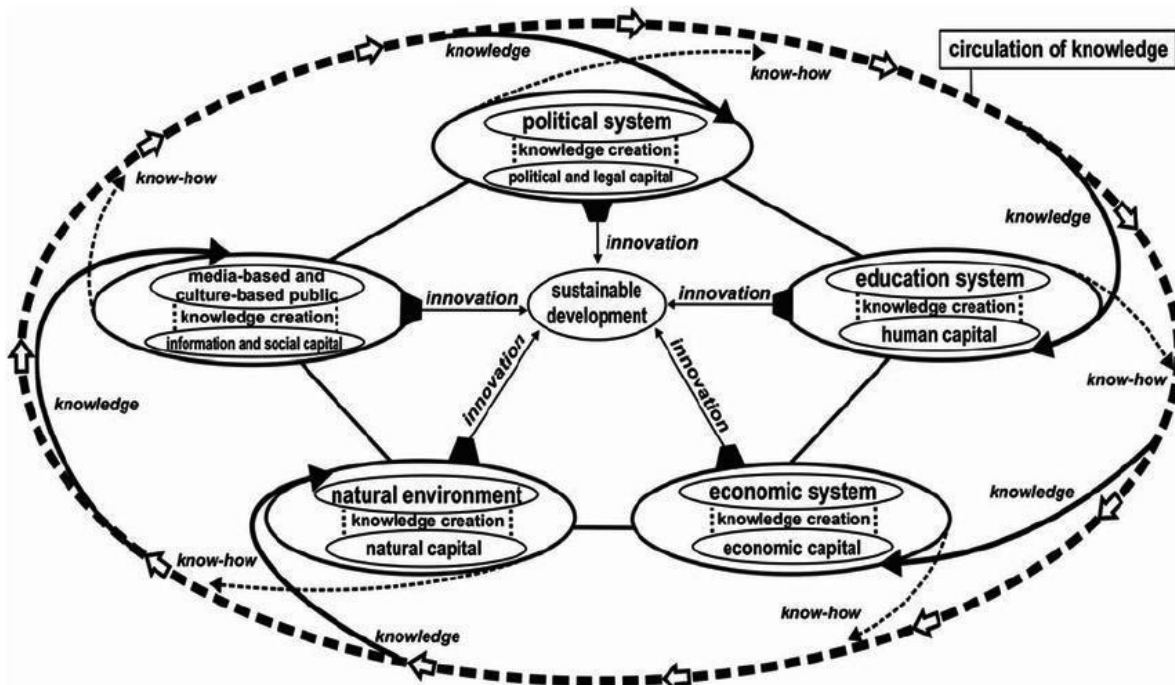 knowledge
circulation of knowledge
know-how
political system
knowledge creation
political and legal capital
know-how
knowledge
innovation
media-based and
culture-based public
knowledge creation
information and social capital
innovation
sustainable
development
innovation
education system
knowledge creation
human capital
know-how
knowledge
innovation
innovation
natural environment
knowledge creation
natural capital
economic system
knowledge creation
economic capital
knowledge
know-how
know-how
knowledge